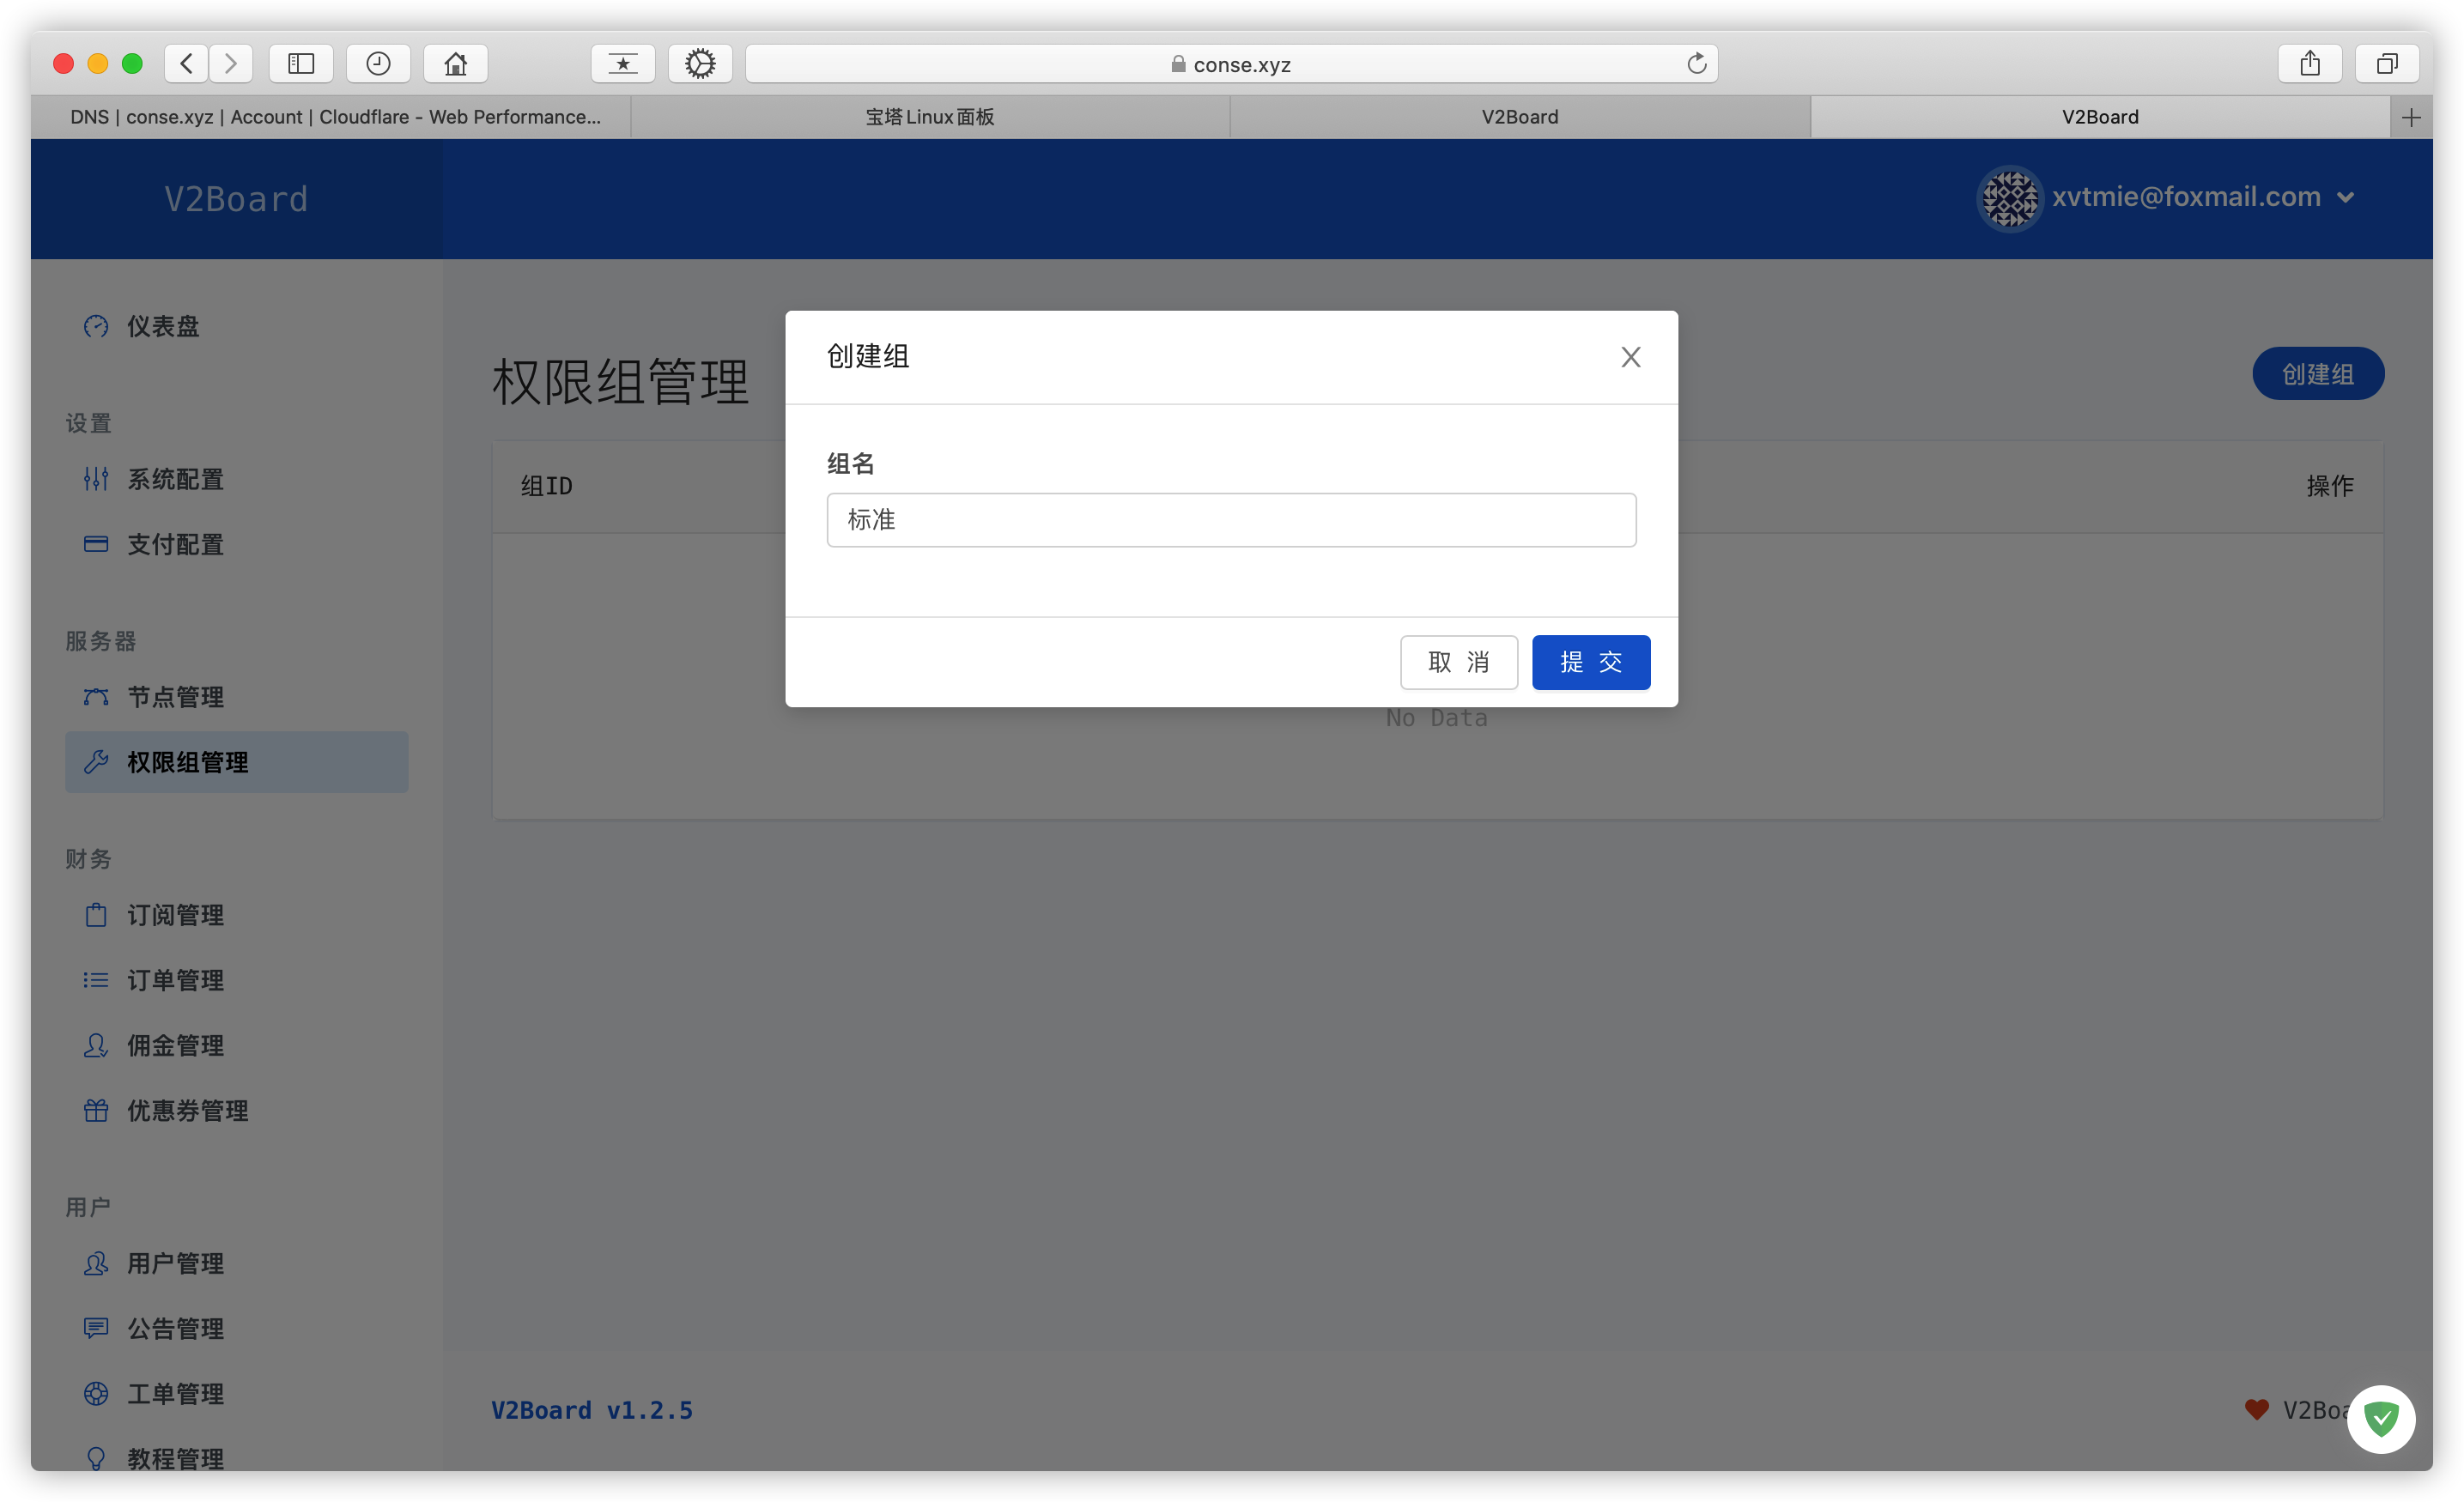 conse.xyz
DNS | conse.xyz | Account | Cloudflare - Web Performance...
宝塔Linux面板
V2Board
V2Board
V2Board
xvtmie@foxmail.com
仪表盘
设置
系统配置
支付配置
服务器
节点管理
权限组管理
财务
订阅管理
订单管理
佣金管理
优惠券管理
用户
用户管理
公告管理
工单管理
教程管理
权限组管理
创建组
组ID
操作
No Data
创建组
组名
标准
取 消
提 交
V2Board v1.2.5
V2Boa